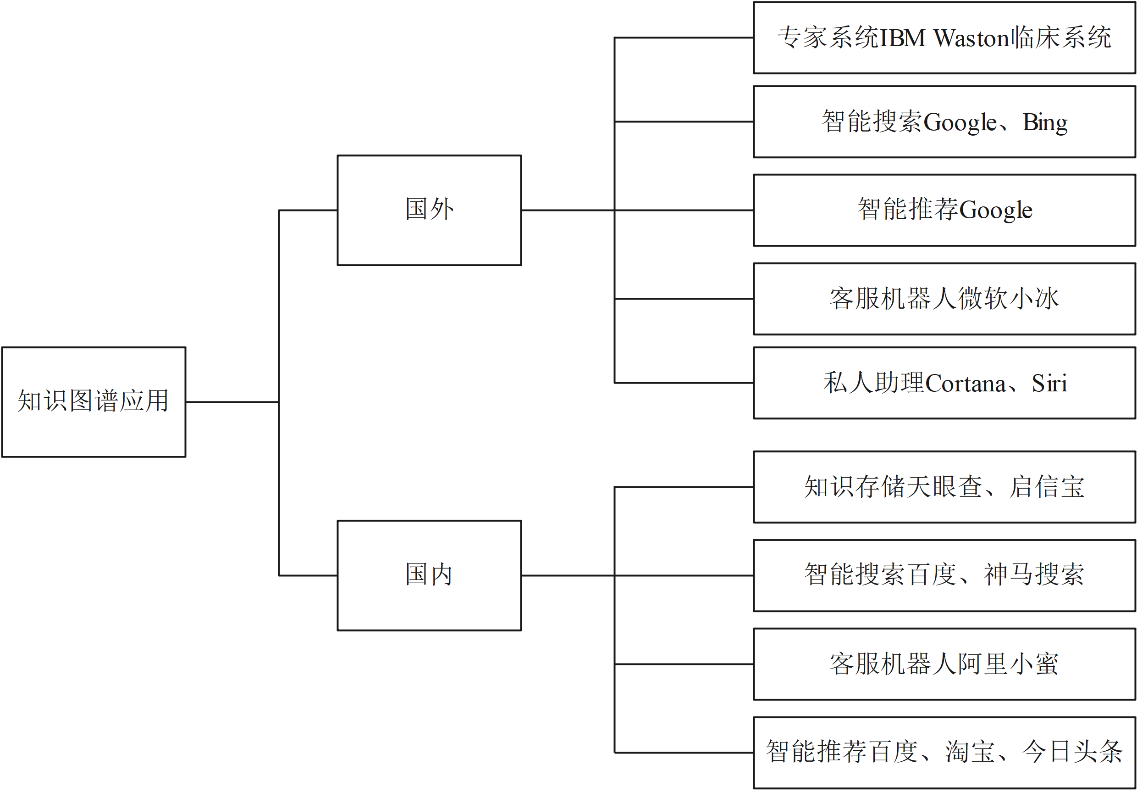 知识图谱应用
国外
专家系统IBM Waston临床系统
智能搜索Google、Bing
智能推荐Google
客服机器人微软小冰
私人助理Cortana、Siri
国内
知识存储天眼查、启信宝
智能搜索百度、神马搜索
客服机器人阿里小蜜
智能推荐百度、淘宝、今日头条